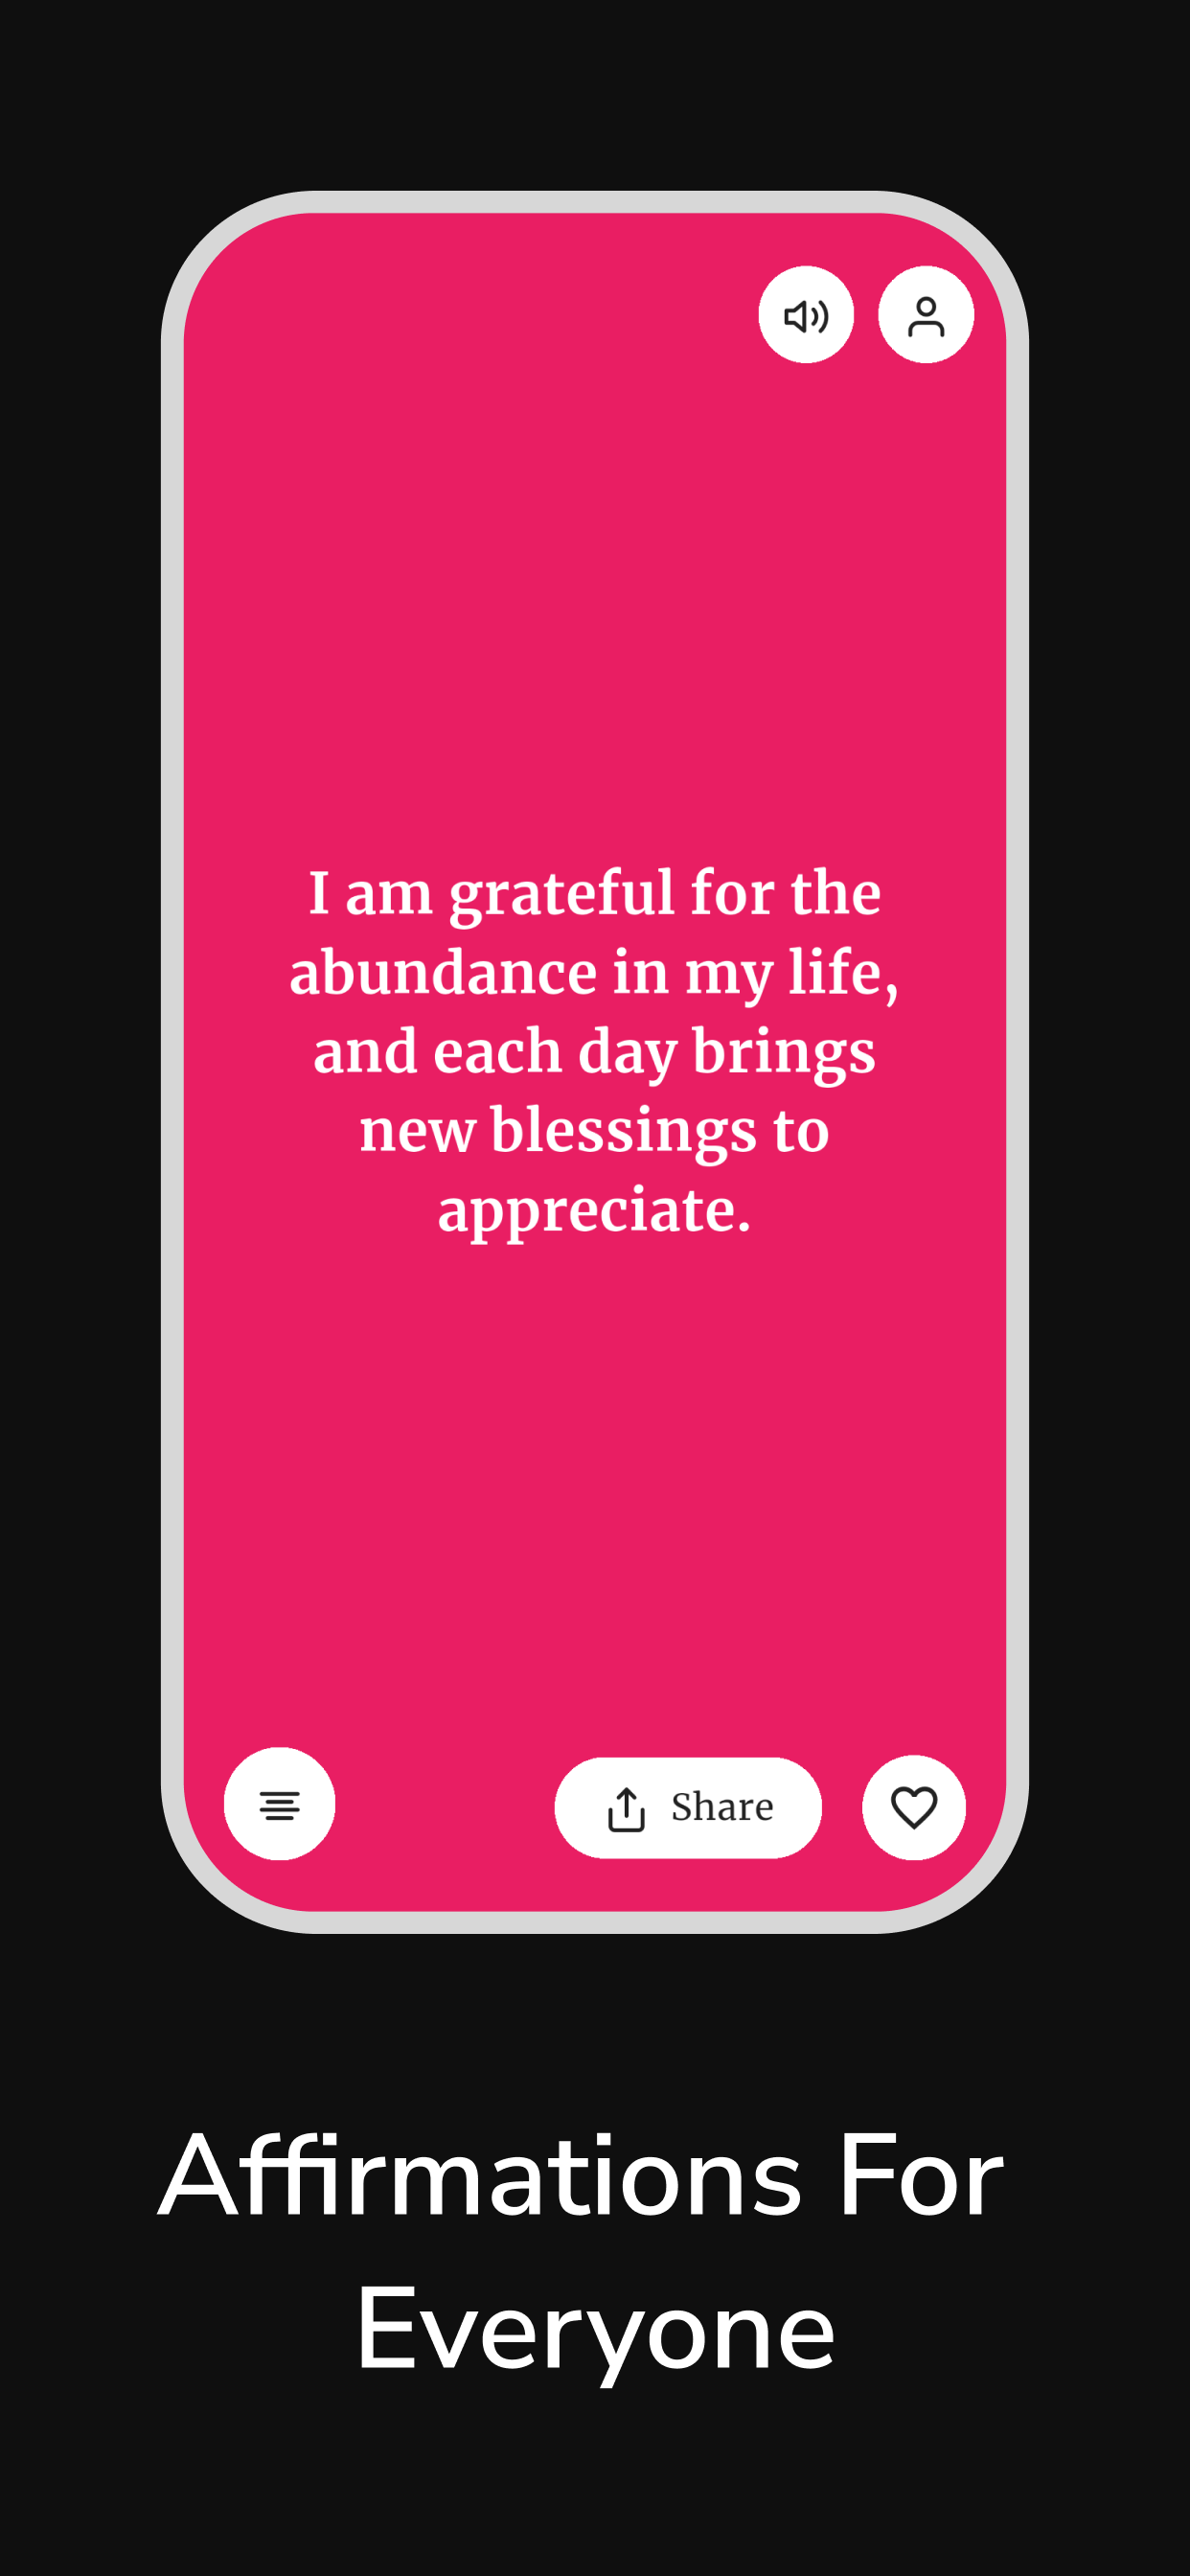 I am grateful for the
abundance in my life,
and each day brings
new blessings to
appreciate.
Share
Affirmations For
Everyone